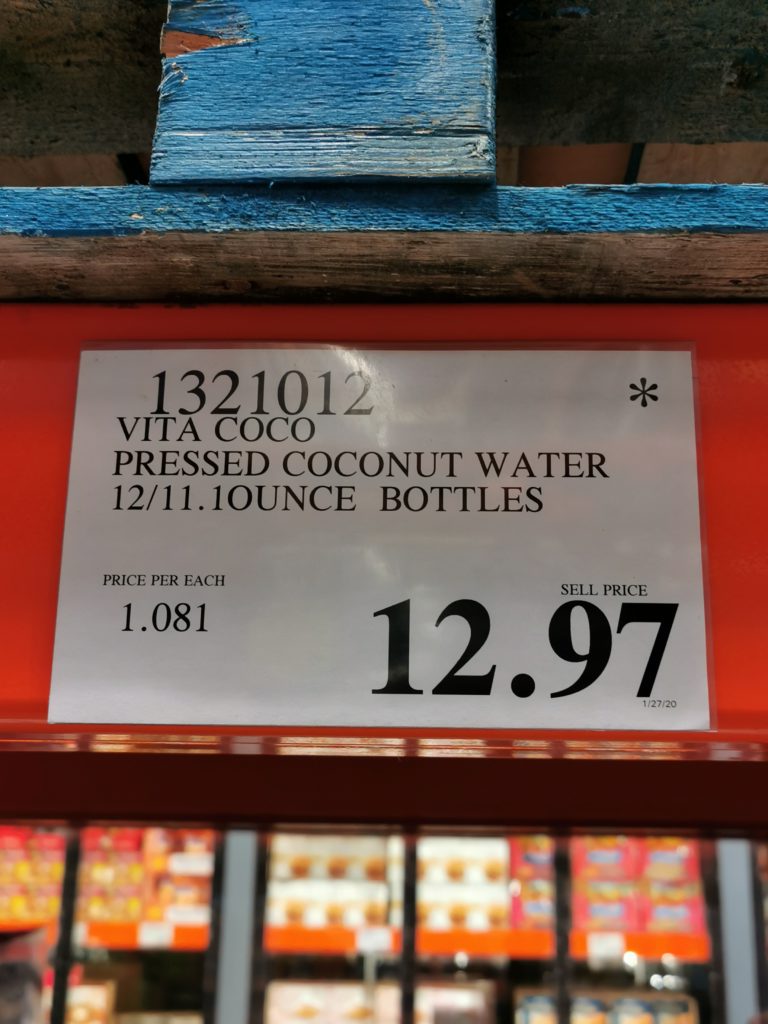 1321012 *
VITA COCO
PRESSED COCONUT WATER
12/11.1OUNCE BOTTLES
PRICE PER EACH
1.081
SELL PRICE
12.97
1/27/20